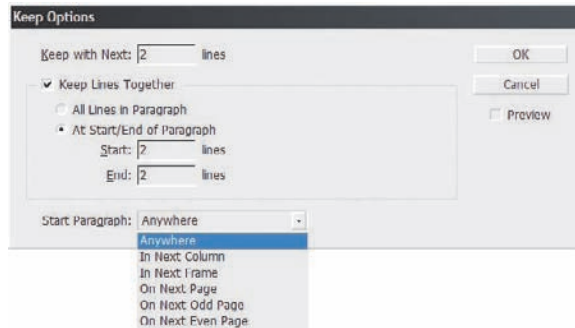 Keep Options
Keep with Next: 2 lines
OK
Keep Lines Together
Cancel
All Lines in Paragraph
Preview
At Start/End of Paragraph
Start: 2 lines
End: 2 lines
Start Paragraph: Anywhere
Anywhere
In Next Column
In Next Frame
On Next Page
On Next Odd Page
On Next Even Page